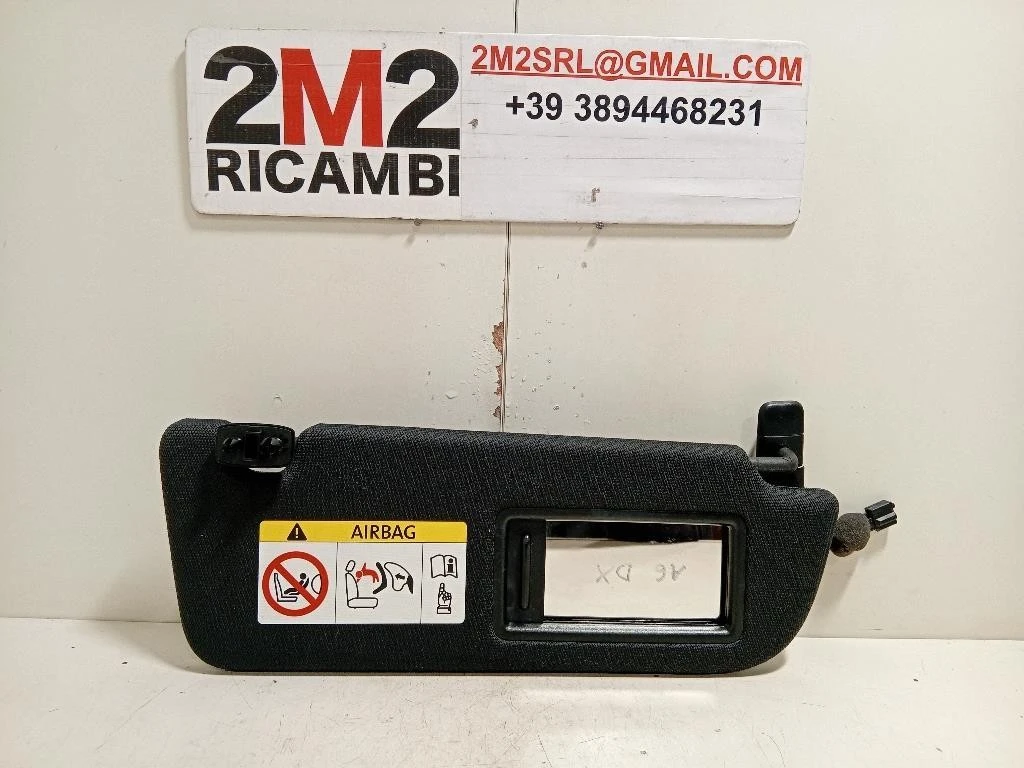 2M2
RICAMBI
2M2SRL@GMAIL.COM
+39 3894468231
AIRBAG
A6 DX